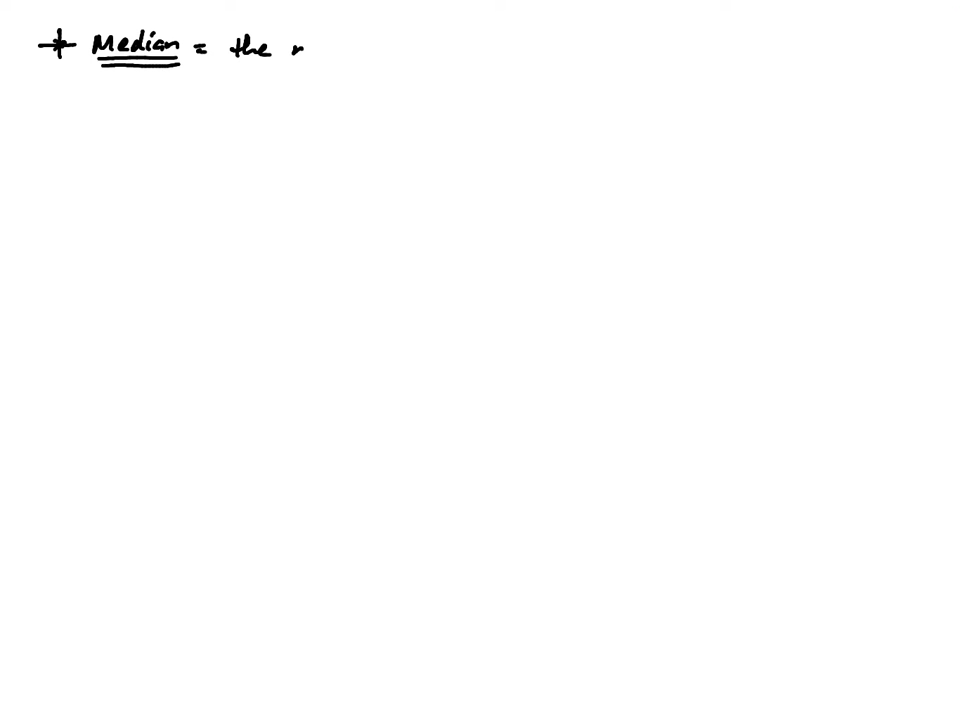 * Median = the